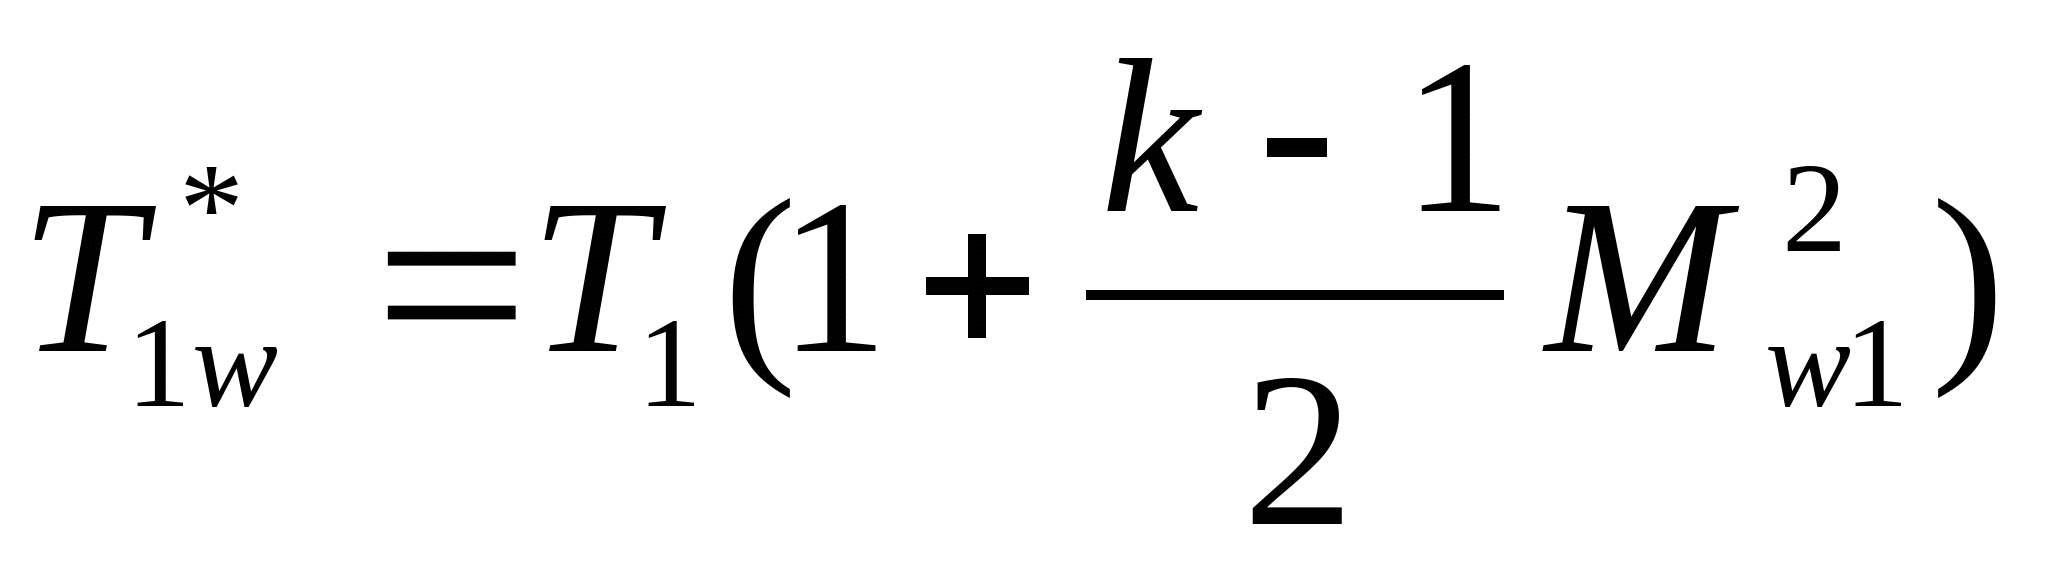 T*₁w = T₁(1 + (k - 1)/2 M²w1)